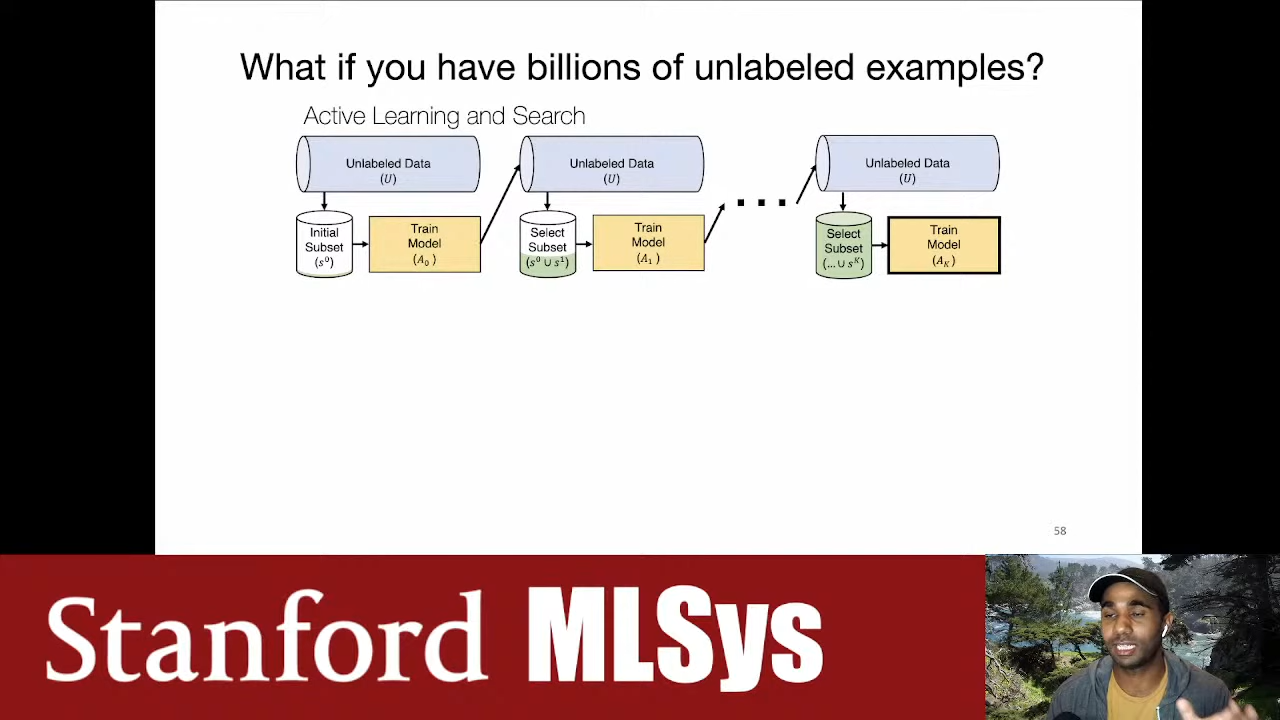 What if you have billions of unlabeled examples?
Active Learning and Search
Unlabeled Data
(U)
Unlabeled Data
(U)
Unlabeled Data
(U)
Initial
Subset
(s⁰)
Train
Model
(A₀)
Select
Subset
(s⁰ ∪ s¹)
Train
Model
(A₁)
. . .
Select
Subset
(... ∪ sᴷ)
Train
Model
(Aₖ)
58
Stanford MLSys